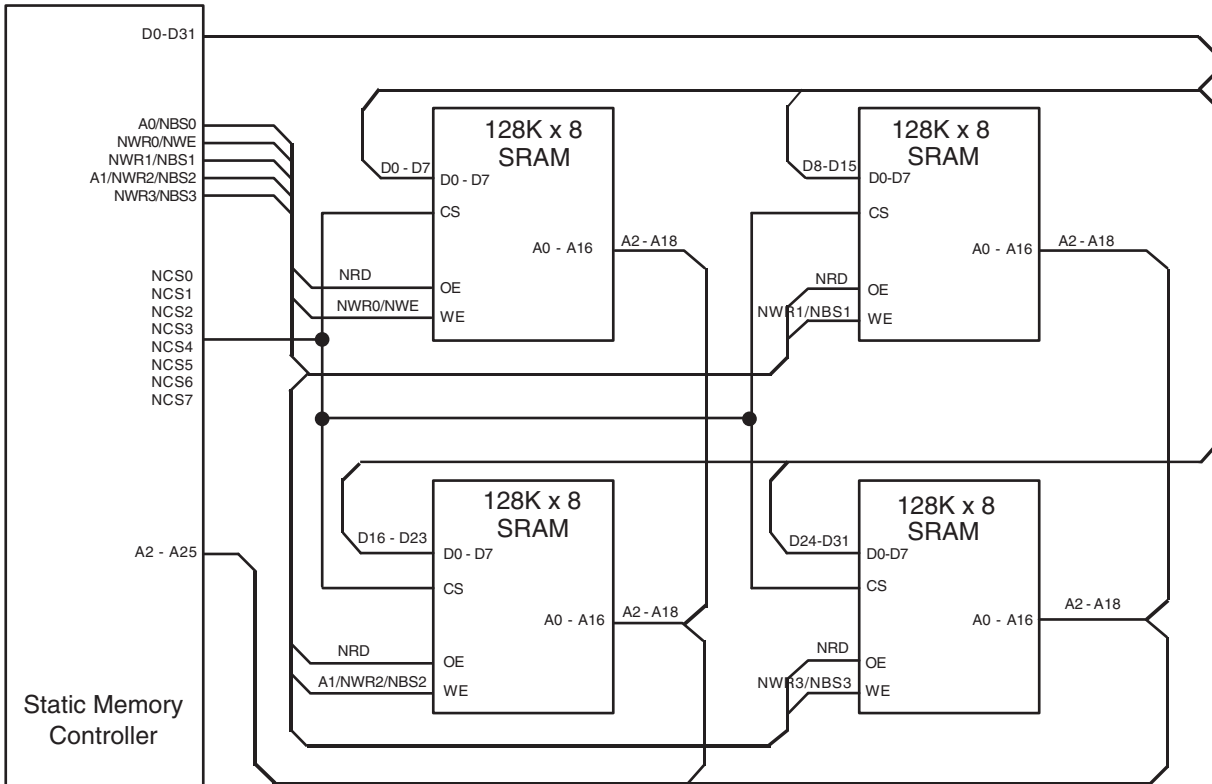 D0-D31
A0/NBS0
NWR0/NWE
NWR1/NBS1
A1/NWR2/NBS2
NWR3/NBS3
NCS0
NCS1
NCS2
NCS3
NCS4
NCS5
NCS6
NCS7
A2 - A25
Static Memory
Controller
128K x 8
SRAM
D0 - D7
D0 - D7
CS
A0 - A16
A2 - A18
NRD
OE
NWR0/NWE
WE
128K x 8
SRAM
D8-D15
D0-D7
CS
A0 - A16
A2 - A18
NRD
OE
NWR1/NBS1
WE
128K x 8
SRAM
D16 - D23
D0 - D7
CS
A0 - A16
A2 - A18
NRD
OE
A1/NWR2/NBS2
WE
128K x 8
SRAM
D24-D31
D0-D7
CS
A0 - A16
A2 - A18
NRD
OE
NWR3/NBS3
WE